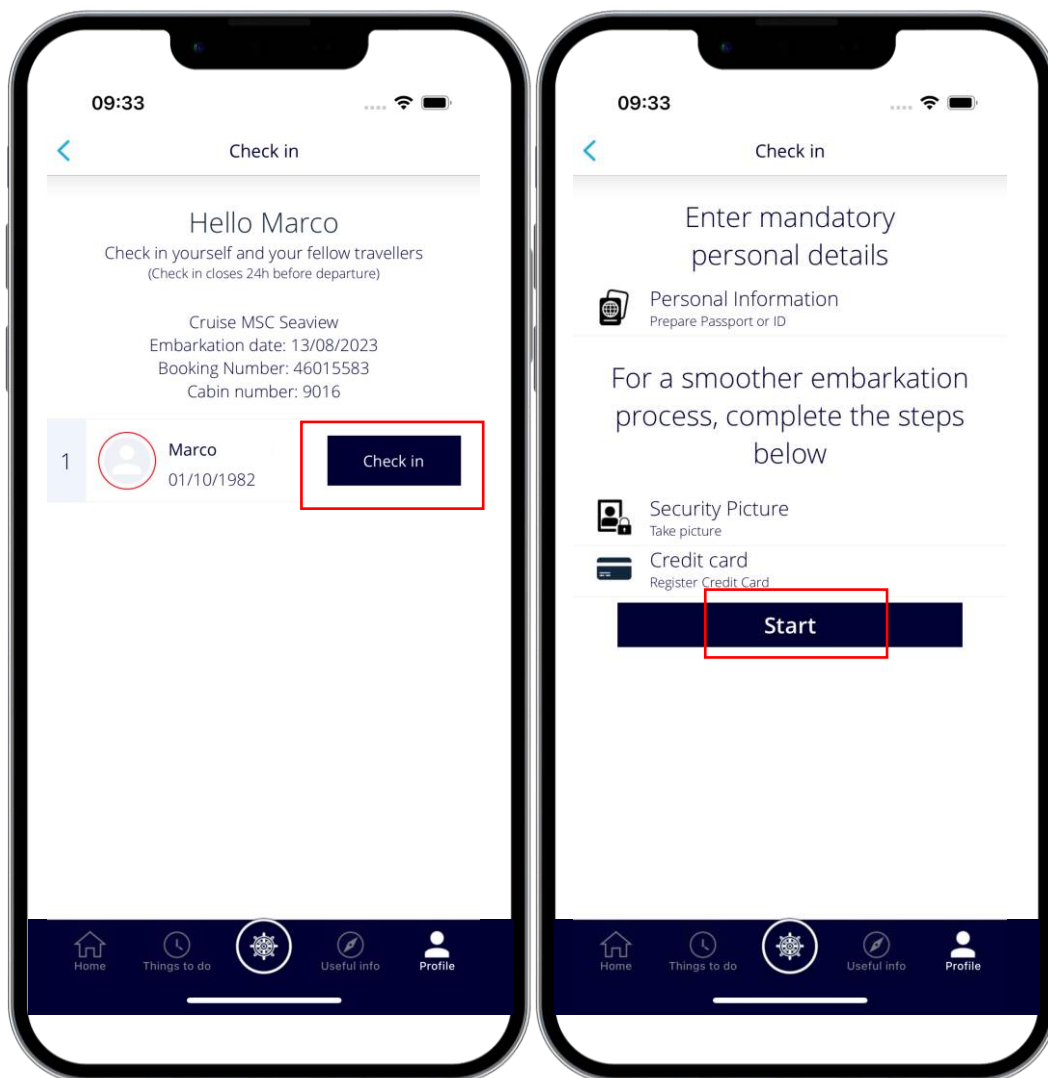 09:33
Check in
Hello Marco
Check in yourself and your fellow travellers
(Check in closes 24h before departure)
Cruise MSC Seaview
Embarkation date: 13/08/2023
Booking Number: 46015583
Cabin number: 9016
1
Marco
01/10/1982
Check in
Home
Things to do
Useful info
Profile
09:33
Check in
Enter mandatory
personal details
Personal Information
Prepare Passport or ID
For a smoother embarkation
process, complete the steps
below
Security Picture
Take picture
Credit card
Register Credit Card
Start
Home
Things to do
Useful info
Profile